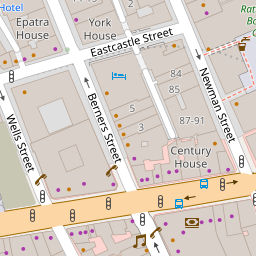 Hotel
Epatra
House
York
House
Eastcastle Street
84
85
87-91
5
3
Newman Street
Berners Street
Wells Street
Century
House